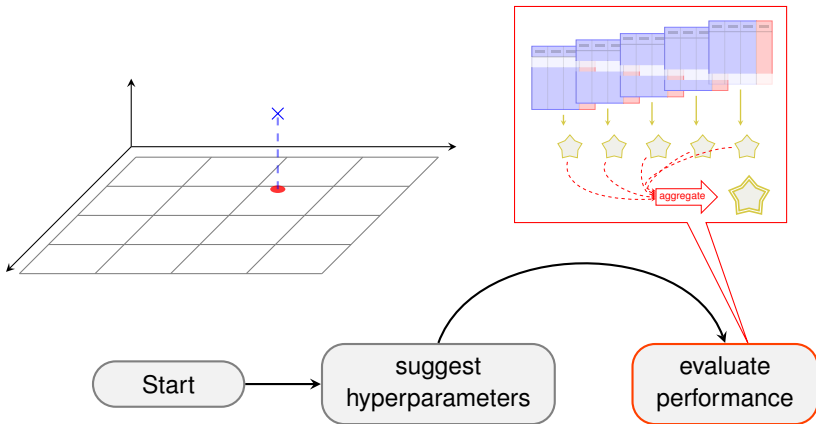 aggregate
Start
suggest
hyperparameters
evaluate
performance